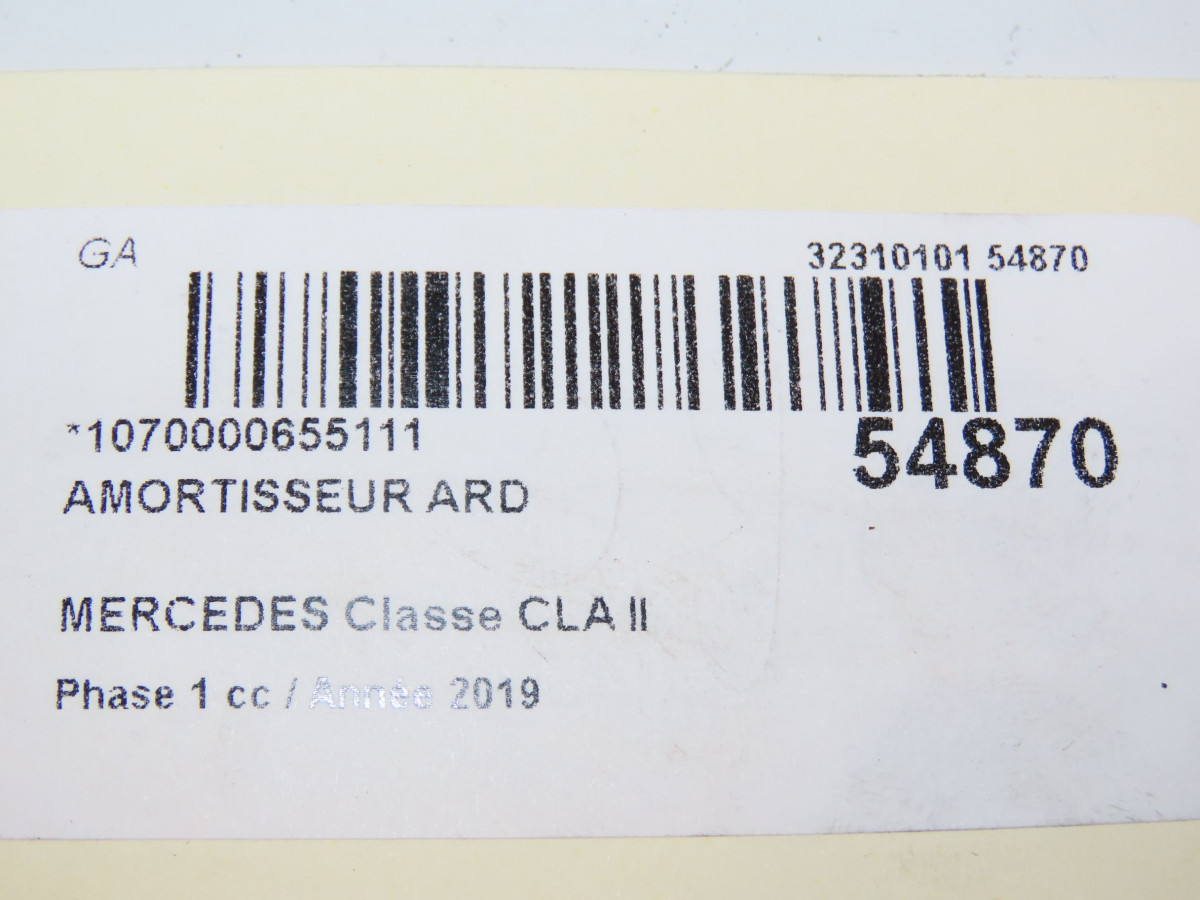 GA
32310101 54870
*1070000655111
54870
AMORTISSEUR ARD
MERCEDES Classe CLA II
Phase 1 cc / Année 2019